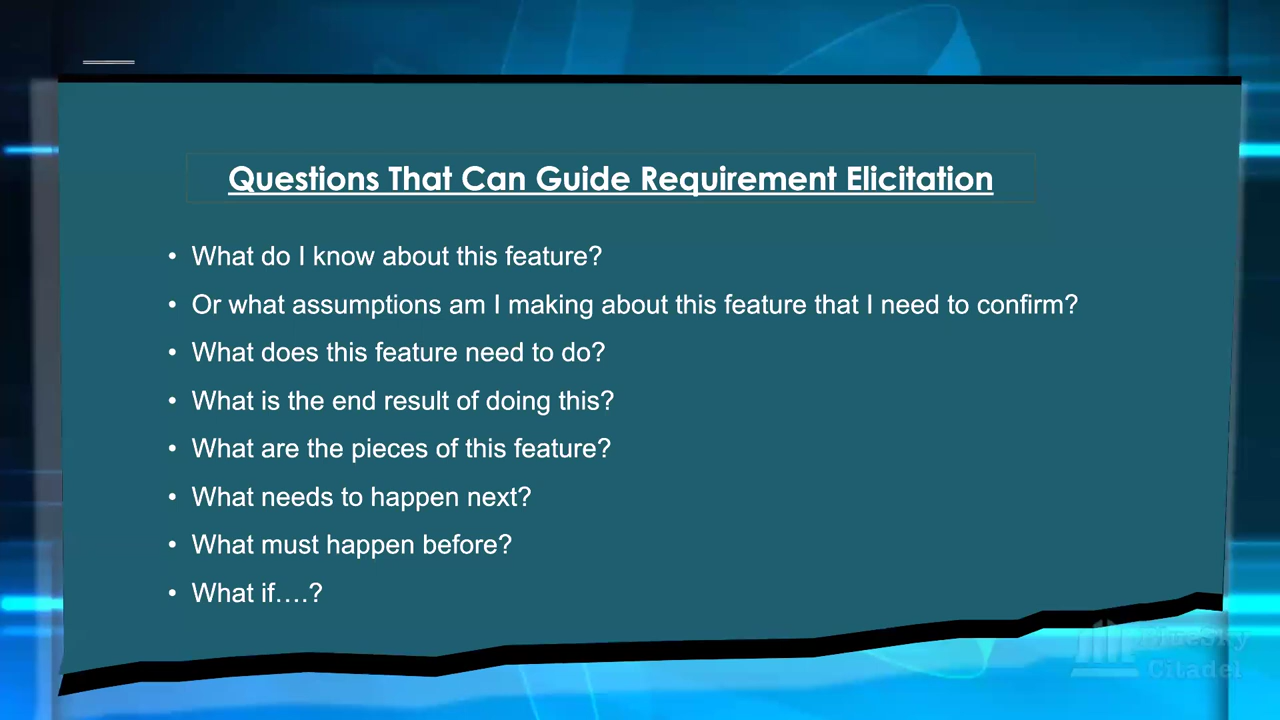 Questions That Can Guide Requirement Elicitation
• What do I know about this feature?
• Or what assumptions am I making about this feature that I need to confirm?
• What does this feature need to do?
• What is the end result of doing this?
• What are the pieces of this feature?
• What needs to happen next?
• What must happen before?
• What if....?
BlueSky
Citadel